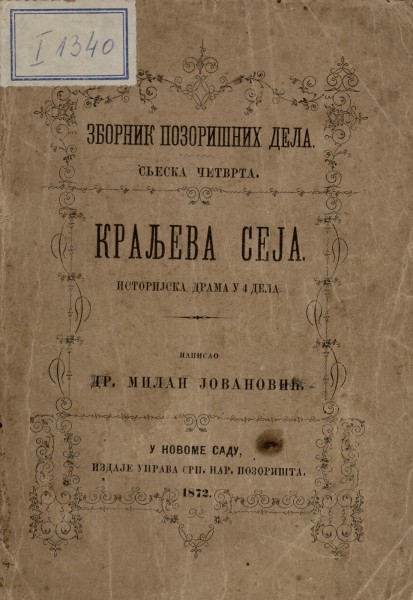 I 1340
ЗБОРНИК ПОЗОРИШНИХ ДЕЛА.
СВЕСКА ЧЕТВРТА.
КРАЉЕВА СЕЈА.
ИСТОРИЈСКА ДРАМА У 4 ДЕЛА.
НАПИСАО
ДР. МИЛАН ЈОВАНОВИЋ.
У НОВОМЕ САДУ,
ИЗДАЈЕ УПРАВА СРП. НАР. ПОЗОРИШТА.
1872.